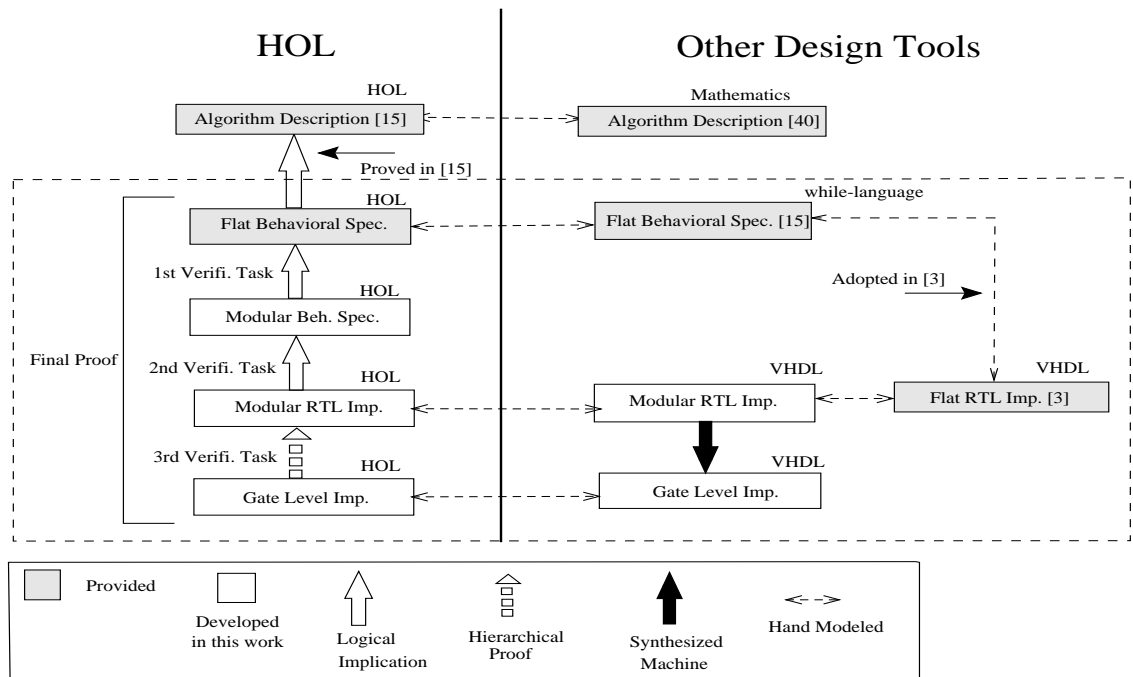 HOL
Other Design Tools
HOL
Mathematics
Algorithm Description [15]
Algorithm Description [40]
Proved in [15]
HOL
while-language
Flat Behavioral Spec.
Flat Behavioral Spec. [15]
1st Verifi. Task
Adopted in [3]
HOL
Modular Beh. Spec.
Final Proof
2nd Verifi. Task
HOL
VHDL
VHDL
Modular RTL Imp.
Modular RTL Imp.
Flat RTL Imp. [3]
3rd Verifi. Task
HOL
VHDL
Gate Level Imp.
Gate Level Imp.
Provided
Developed
in this work
Logical
Implication
Hierarchical
Proof
Synthesized
Machine
Hand Modeled